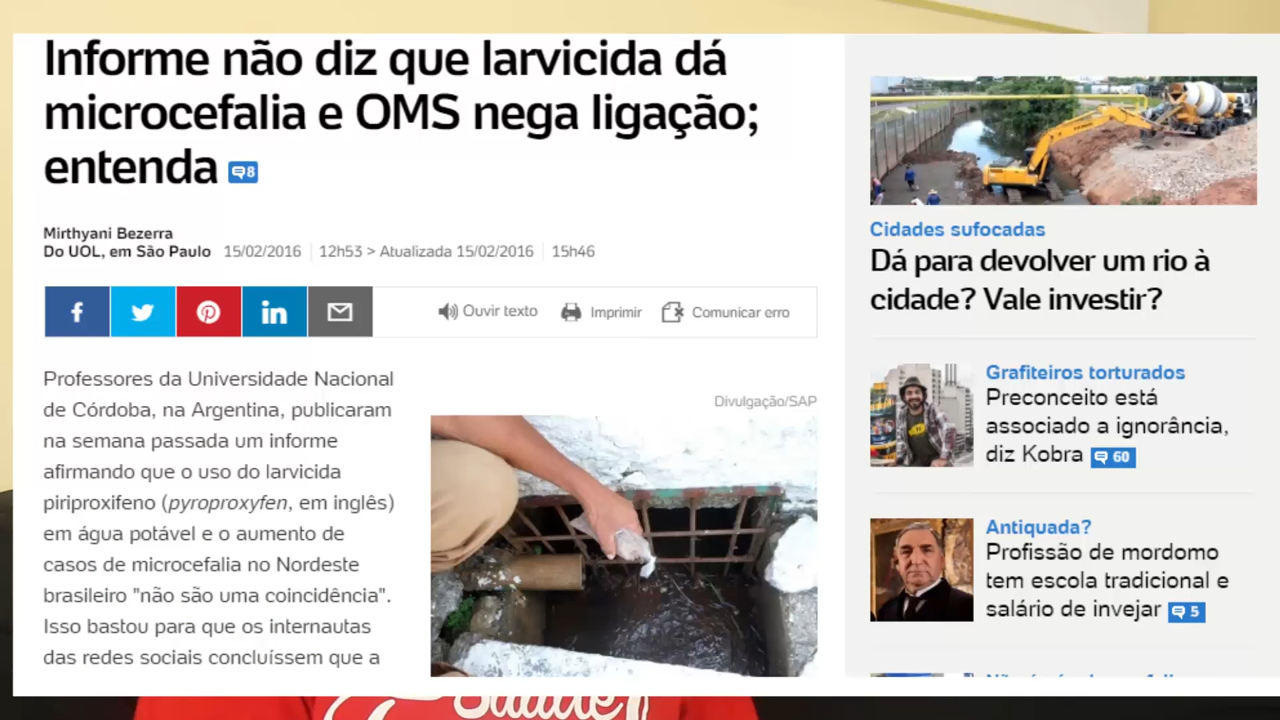 Informe não diz que larvicida dá
microcefalia e OMS nega ligação;
entenda 8
Mirthyani Bezerra
Do UOL, em São Paulo 15/02/2016 12h53 > Atualizada 15/02/2016 15h46
Ouvir texto Imprimir Comunicar erro
Professores da Universidade Nacional
de Córdoba, na Argentina, publicaram
na semana passada um informe
afirmando que o uso do larvicida
piriproxifeno (pyroproxyfen, em inglês)
em água potável e o aumento de
casos de microcefalia no Nordeste
brasileiro "não são uma coincidência".
Isso bastou para que os internautas
das redes sociais concluíssem que a
Divulgação/SAP
Cidades sufocadas
Dá para devolver um rio à
cidade? Vale investir?
Grafiteiros torturados
Preconceito está
associado a ignorância,
diz Kobra 60
Antiquada?
Profissão de mordomo
tem escola tradicional e
salário de invejar 5
Saúde